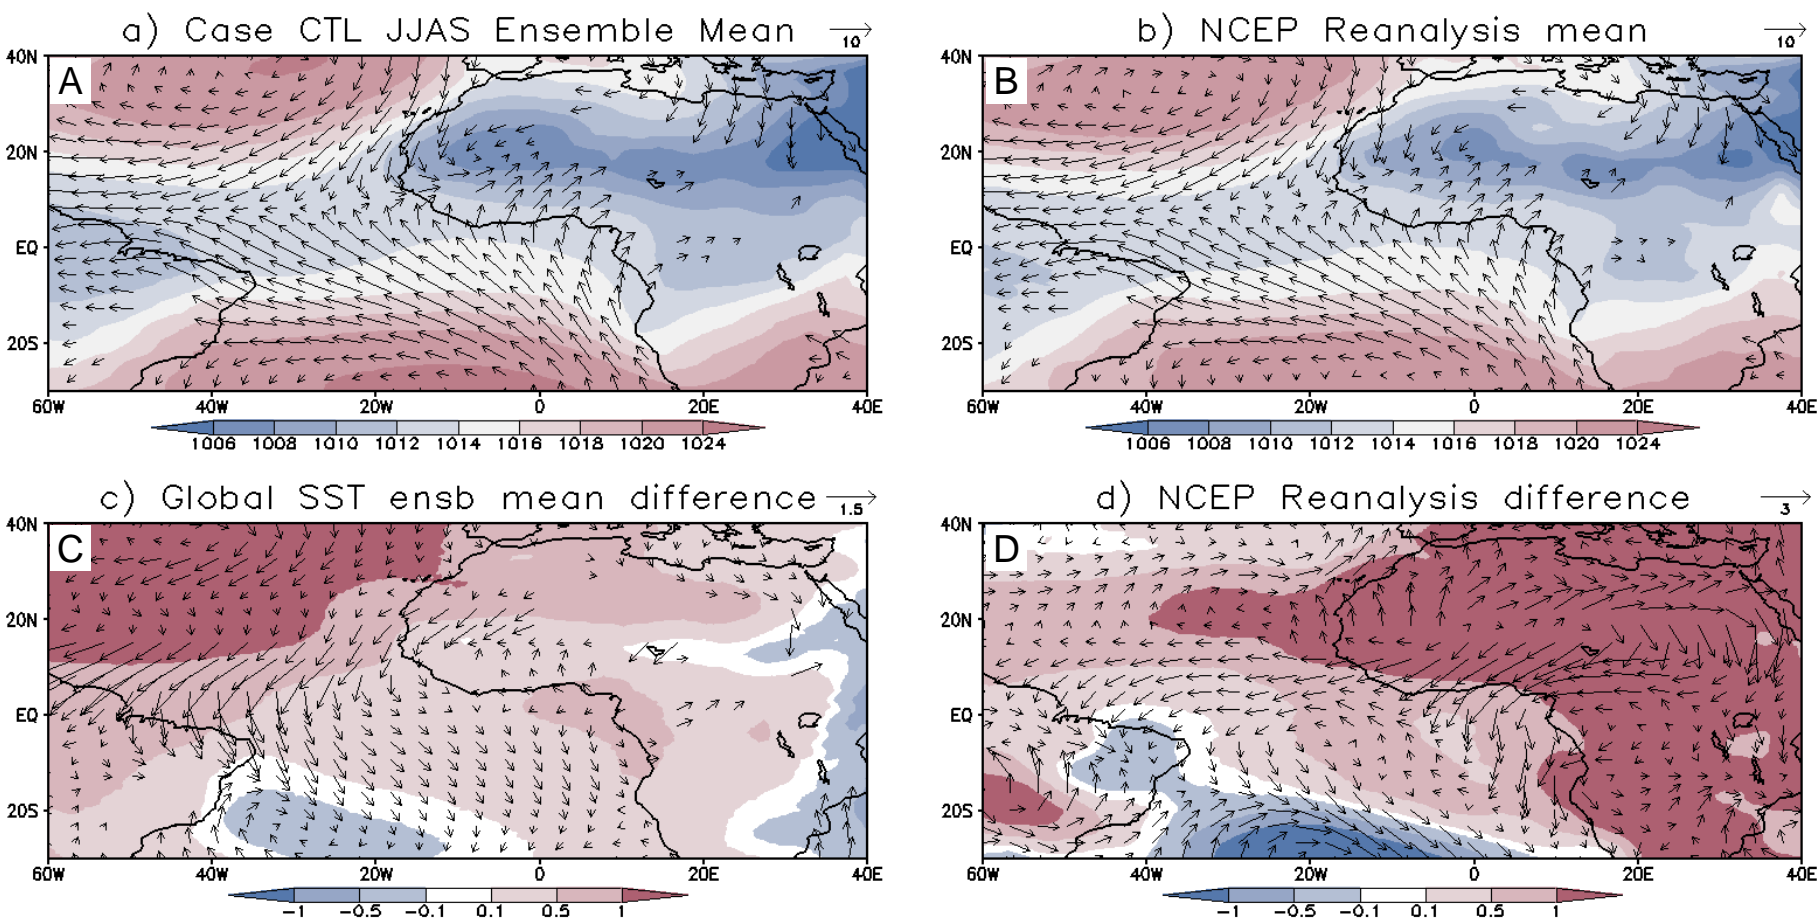 a) Case CTL JJAS Ensemble Mean
10
A
40N
20N
EQ
20S
60W 40W 20W 0 20E 40E
1006 1008 1010 1012 1014 1016 1018 1020 1024
b) NCEP Reanalysis mean
10
B
40N
20N
EQ
20S
60W 40W 20W 0 20E 40E
1006 1008 1010 1012 1014 1016 1018 1020 1024
c) Global SST ensb mean difference
1.5
C
40N
20N
EQ
20S
60W 40W 20W 0 20E 40E
-1 -0.5 -0.1 0.1 0.5 1
d) NCEP Reanalysis difference
3
D
40N
20N
EQ
20S
60W 40W 20W 0 20E 40E
-1 -0.5 -0.1 0.1 0.5 1